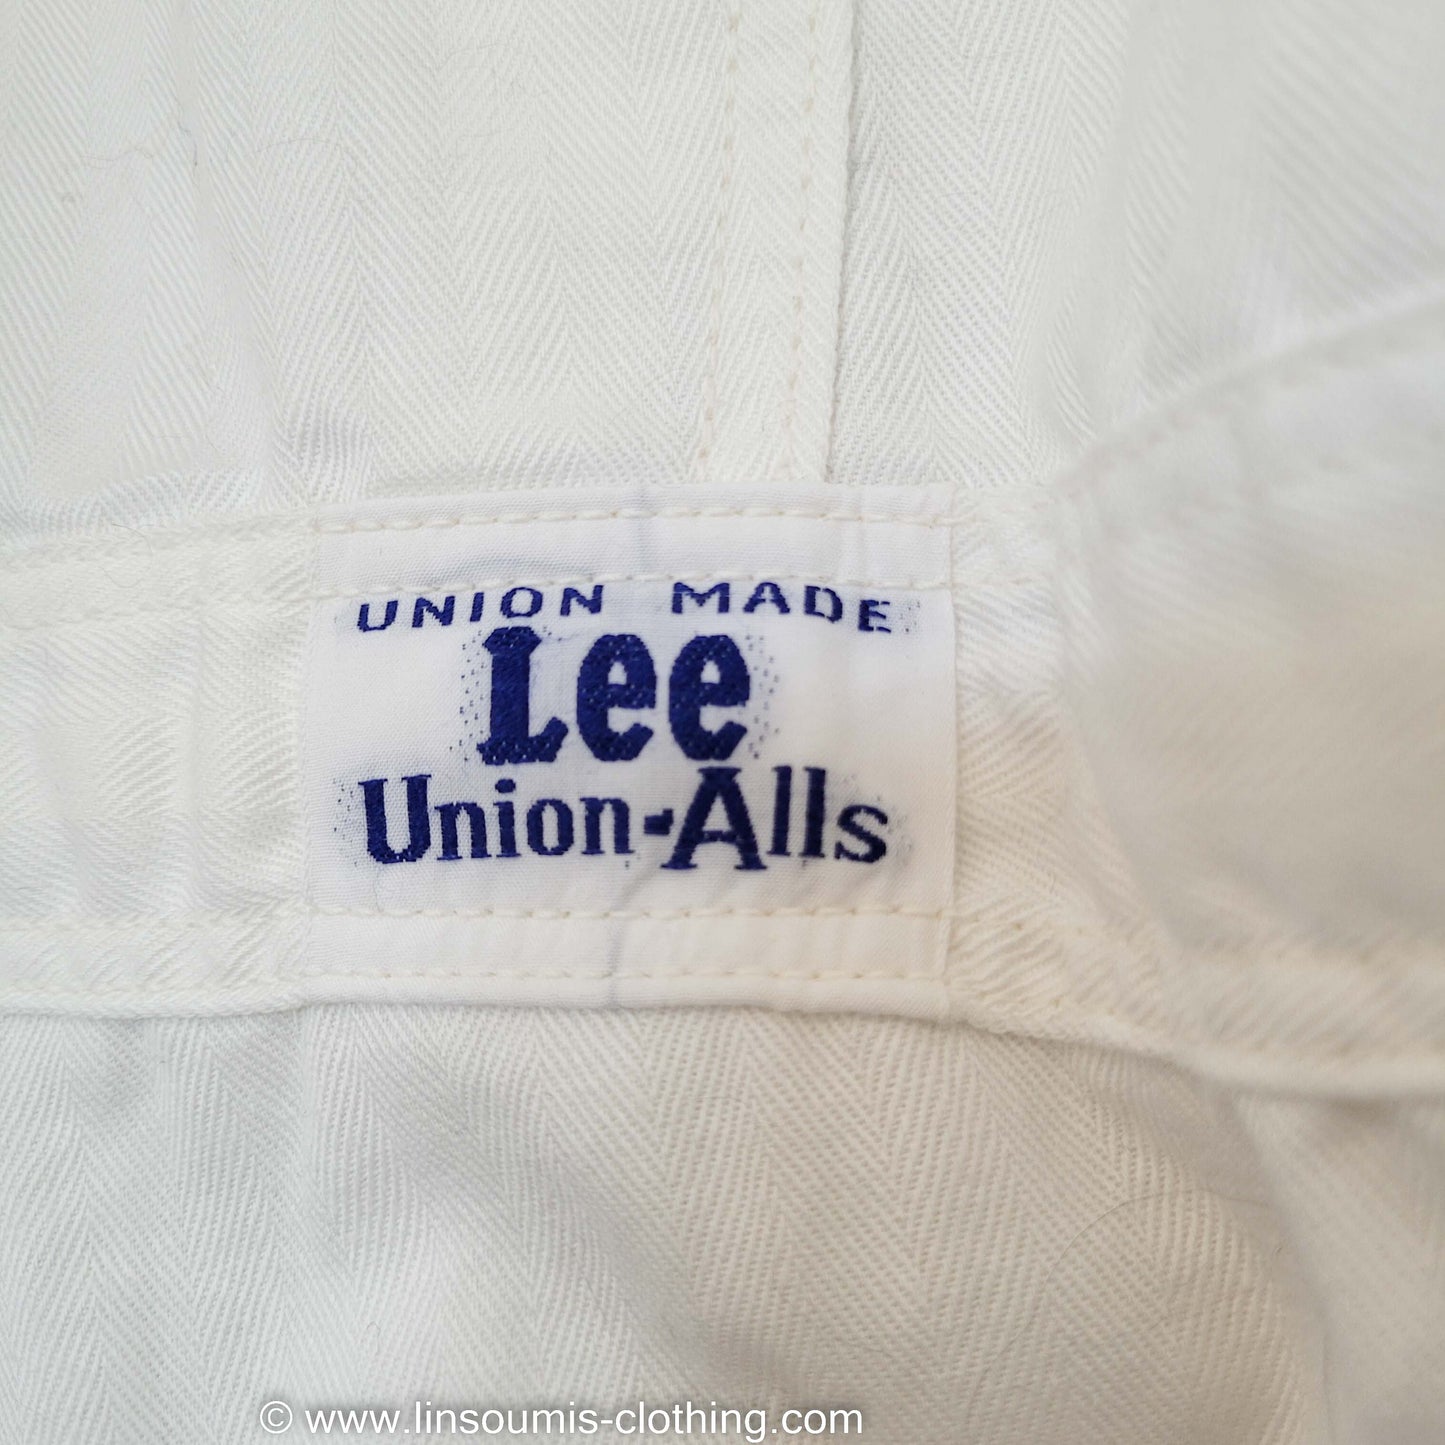 UNION MADE
Lee
Union-Alls
© www.linsoumis-clothing.com